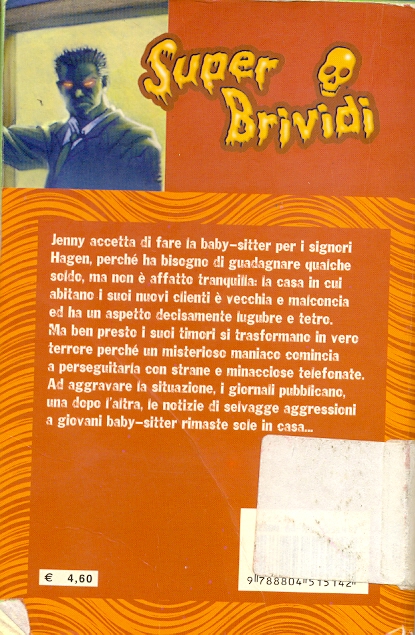 Super
Brividi
Jenny accetta di fare la baby-sitter per i signori
Hagen, perché ha bisogno di guadagnare qualche
soldo, ma non è affatto tranquilla: la casa in cui
abitano i suoi nuovi clienti è vecchia e malconcia
ed ha un aspetto decisamente lugubre e tetro.
Ma ben presto i suoi timori si trasformano in vero
terrore perché un misterioso maniaco comincia
a perseguitarla con strane e minacciose telefonate.
Ad aggravare la situazione, i giornali pubblicano,
una dopo l'altra, le notizie di selvagge aggressioni
a giovani baby-sitter rimaste sole in casa...
€ 4,60
9 788804 515142